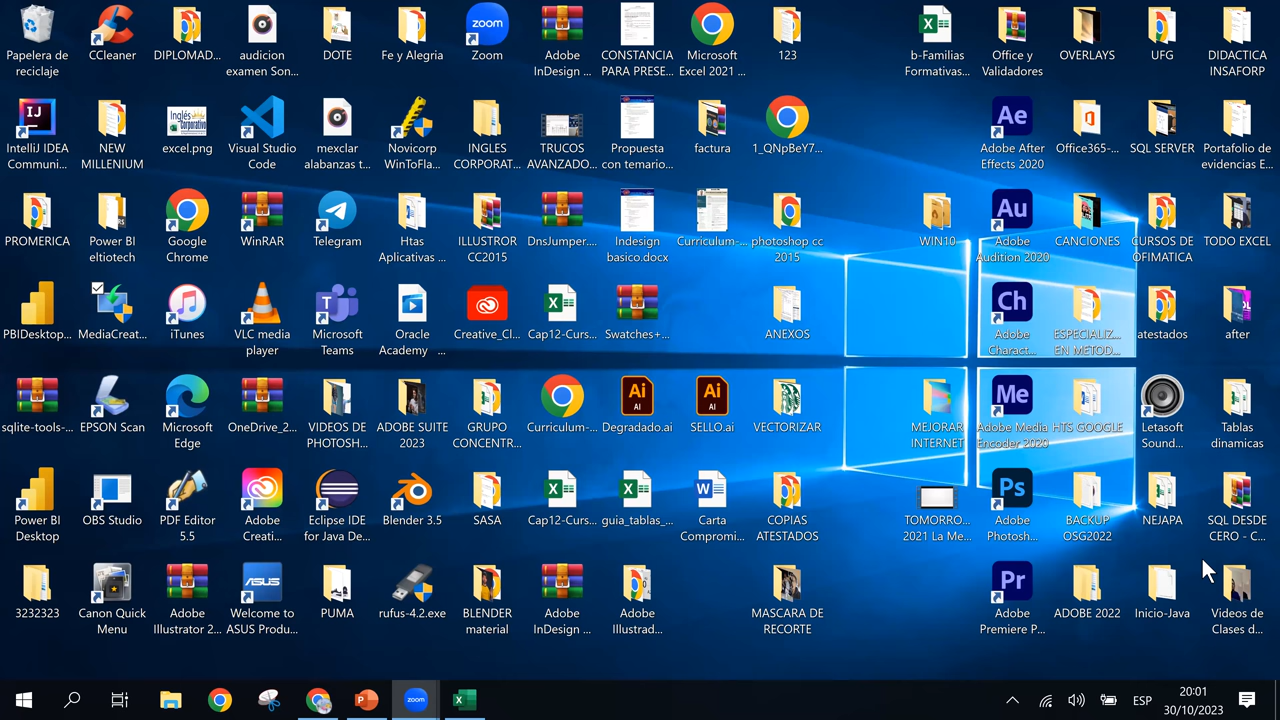 Papelera de
reciclaje
CCleaner
DIPLOMADO...
audicion
examen Son...
DOTE
Fe y Alegria
zoom
Zoom
Adobe
InDesign ...
CONSTANCIA
PARA PRESE...
Microsoft
Excel 2021 ...
123
b-Familias
Formativas...
Office y
Validadores
OVERLAYS
UFG
DIDACTICA
INSAFORP
IntelliJ IDEA
Communi...
NEW
MILLENIUM
excelente
Visual Studio
Code
mexclar
alabanzas t...
Novicorp
WinToFla...
INGLES
CORPORAT...
TRUCOS
AVANZADO...
Propuesta
con temario...
factura
1_QNpBeY7...
Adobe After
Effects 2020
Office365-...
SQL SERVER
Portafolio de
evidencias E...
PROMERICA
Power BI
eltiotech
Google
Chrome
WinRAR
Telegram
Htas
Aplicativas ...
ILLUSTROR
CC2015
DnsJumper....
Indesign
basico.docx
Curriculum-...
photoshop cc
2015
WIN10
Adobe
Audition 2020
CANCIONES
CURSOS DE
OFIMATICA
TODO EXCEL
PBIDesktop...
MediaCreat...
iTunes
VLC media
player
Microsoft
Teams
Oracle
Academy ...
Creative_Cl...
Cap12-Curs...
Swatches+...
ANEXOS
Adobe
Charact...
ESPECIALIZ...
EN METOD...
atestados
after
sqlite-tools-...
EPSON Scan
Microsoft
Edge
OneDrive_2...
VIDEOS DE
PHOTOSH...
ADOBE SUITE
2023
GRUPO
CONCENTR...
Curriculum-...
Degradado.ai
SELLO.ai
VECTORIZAR
MEJORAR
INTERNET
Adobe Media
Encoder 2020
HTS GOOGLE
Letasoft
Sound...
Tablas
dinamicas
Power BI
Desktop
OBS Studio
PDF Editor
5.5
Adobe
Creati...
Eclipse IDE
for Java De...
Blender 3.5
SASA
Cap12-Curs...
guia_tablas_...
Carta
Compromi...
COPIAS
ATESTADOS
TOMORRO...
2021 La Me...
Adobe
Photosh...
BACKUP
OSG2022
NEJAPA
SQL DESDE
CERO - C...
3232323
Canon Quick
Menu
Adobe
Illustrator 2...
Welcome to
ASUS Produ...
PUMA
rufus-4.2.exe
BLENDER
material
Adobe
InDesign ...
Adobe
Illustrad...
MASCARA DE
RECORTE
Adobe
Premiere P...
ADOBE 2022
Inicio-Java
Videos de
Clases d...
zoom
ESP
20:01
30/10/2023